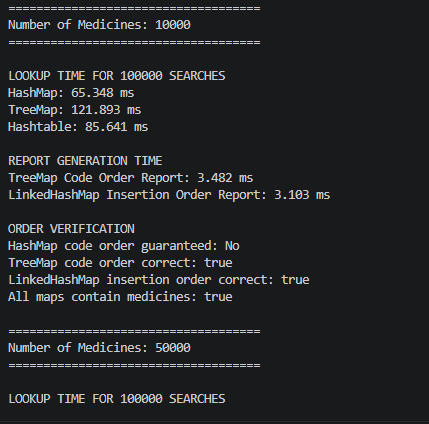 ====================================
Number of Medicines: 10000
====================================
LOOKUP TIME FOR 100000 SEARCHES
HashMap: 65.348 ms
TreeMap: 121.893 ms
Hashtable: 85.641 ms
REPORT GENERATION TIME
TreeMap Code Order Report: 3.482 ms
LinkedHashMap Insertion Order Report: 3.103 ms
ORDER VERIFICATION
HashMap code order guaranteed: No
TreeMap code order correct: true
LinkedHashMap insertion order correct: true
All maps contain medicines: true
====================================
Number of Medicines: 50000
====================================
LOOKUP TIME FOR 100000 SEARCHES